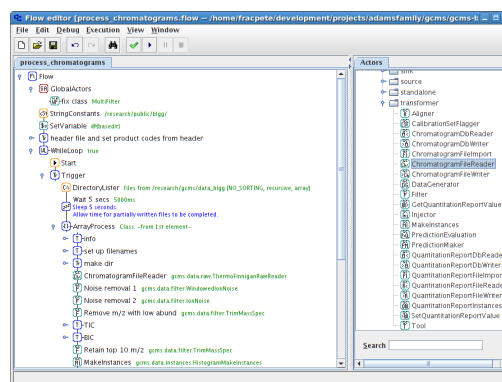 Flow editor [process_chromatograms.flow – /home/fracpete/development/projects/adamsfamily/gcms/gcms-t
File Edit Debug Execution View Window
process_chromatograms
Flow
GlobalActors
fix class MultiFilter
StringConstants /research/public/blgg/
SetVariable @{basedir}
header file and set product codes from header
WhileLoop true
Start
Trigger
DirectoryLister files from /research/gcms/data_blgg [NO_SORTING, recursive, array]
Wait 5 secs 5000ms
Sleep 5 seconds.
Allow time for partially written files to be completed.
ArrayProcess Class: -from 1st element-
info
set up filenames
make dir
ChromatogramFileReader gcms.data.raw.ThermoFinniganRawReader
Noise removal 1 gcms.data.filter.WindowedIonNoise
Noise removal 2 gcms.data.filter.IonNoise
Remove m/z with low abund gcms.data.filter.TrimMassSpec
TIC
BIC
Retain top 10 m/z gcms.data.filter.TrimMassSpec
MakeInstances gcms.data.instances.HistogramMakeInstances
Actors
sink
source
standalone
transformer
Aligner
CalibrationSetFlagger
ChromatogramDbReader
ChromatogramDbWriter
ChromatogramFileImport
ChromatogramFileReader
ChromatogramFileWriter
DataGenerator
Filter
GetQuantitationReportValue
Injector
MakeInstances
PredictionEvaluation
PredictionMaker
QuantitationReportDbReade
QuantitationReportDbWriter
QuantitationReportFileImpor
QuantitationReportFileReade
QuantitationReportFileWriter
QuantitationReportInstances
SetQuantitationReportValue
Tool
Search